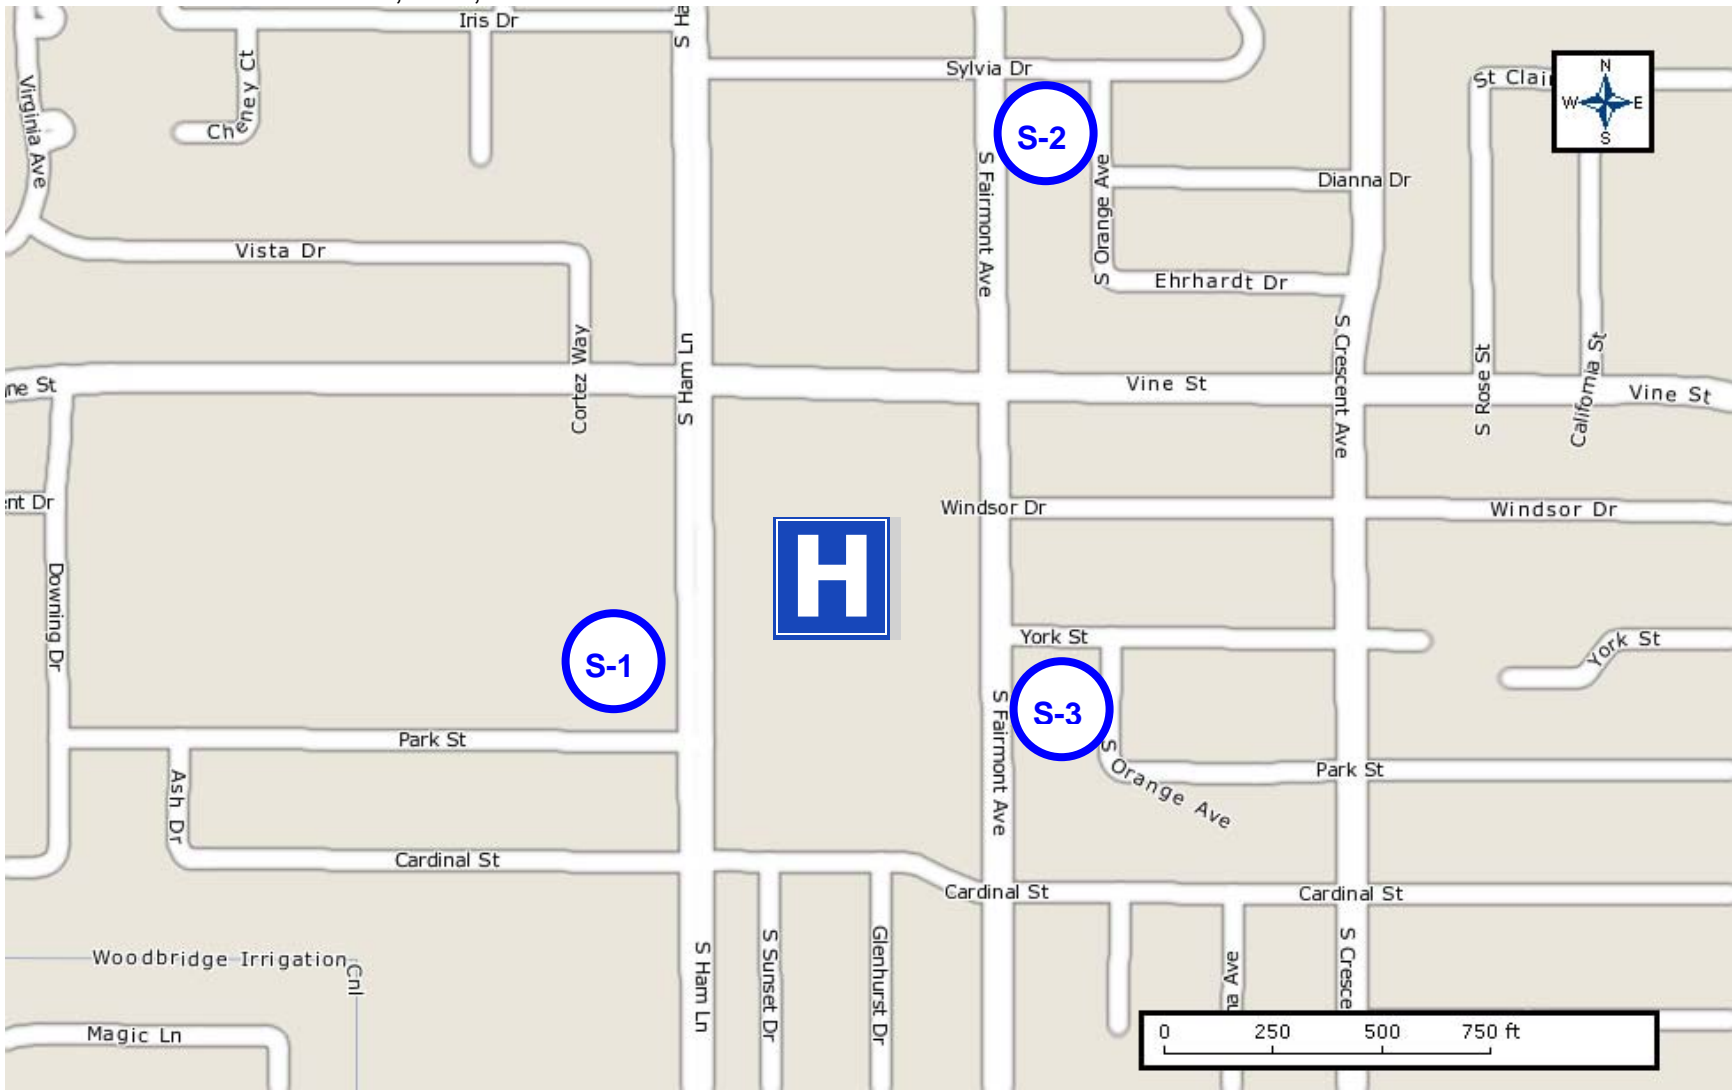 Iris Dr
S Ha
Sylvia Dr
St Clair
N
W
E
S
Virginia Ave
Cheney Ct
S-2
S Fairmont Ave
S Orange Ave
Dianna Dr
Vista Dr
Ehrhardt Dr
Cortez Way
S Ham Ln
S Crescent Ave
S Rose St
California St
ne St
Vine St
Vine St
ent Dr
Windsor Dr
Windsor Dr
H
Downing Dr
S-1
York St
York St
S-3
S Fairmont Ave
S Orange Ave
Park St
Park St
Ash Dr
Cardinal St
Cardinal St
Cardinal St
Woodbridge Irrigation Cnl
S Ham Ln
S Sunset Dr
Glenhurst Dr
na Ave
S Cresce
Magic Ln
0 250 500 750 ft